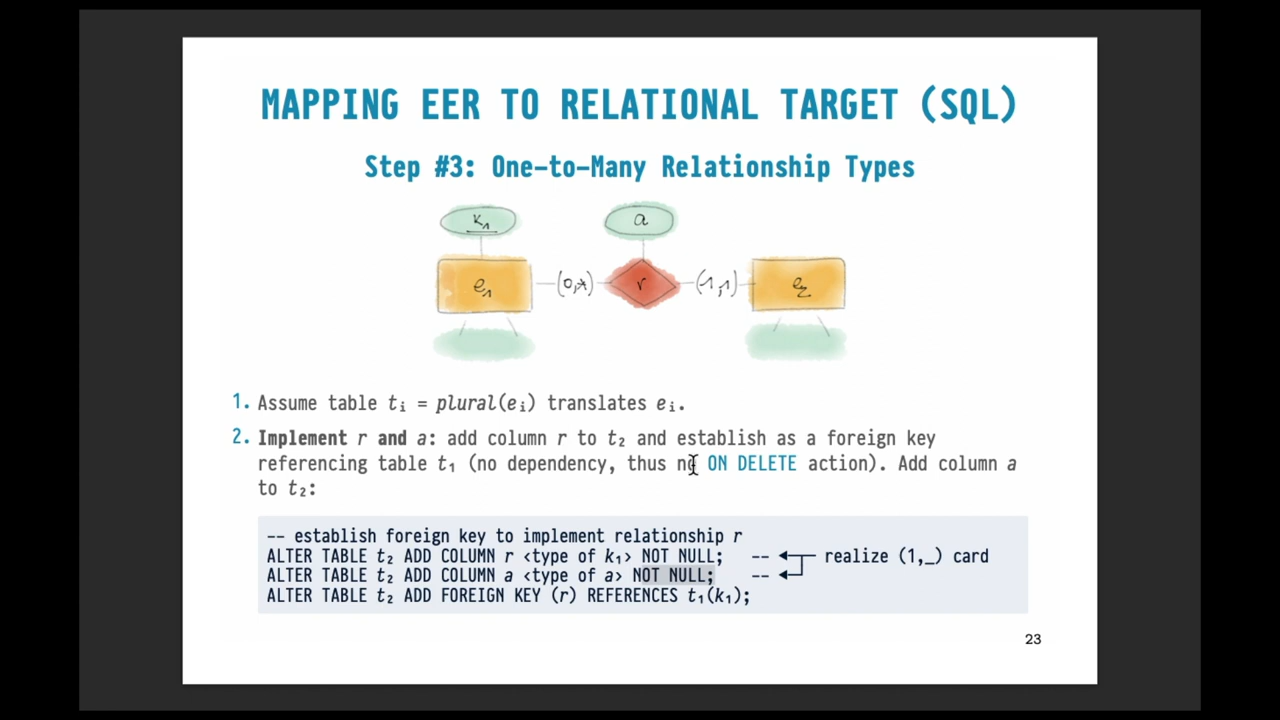 MAPPING EER TO RELATIONAL TARGET (SQL)
Step #3: One-to-Many Relationship Types
k₁ a
e₁ (0,*) r (1,1) e₂
1. Assume table tᵢ = plural(eᵢ) translates eᵢ.
2. Implement r and a: add column r to t₂ and establish as a foreign key
referencing table t₁ (no dependency, thus no ON DELETE action). Add column a
to t₂:
-- establish foreign key to implement relationship r
ALTER TABLE t₂ ADD COLUMN r <type of k₁> NOT NULL; -- realize (1,_) card
ALTER TABLE t₂ ADD COLUMN a <type of a> NOT NULL; --
ALTER TABLE t₂ ADD FOREIGN KEY (r) REFERENCES t₁(k₁);
23